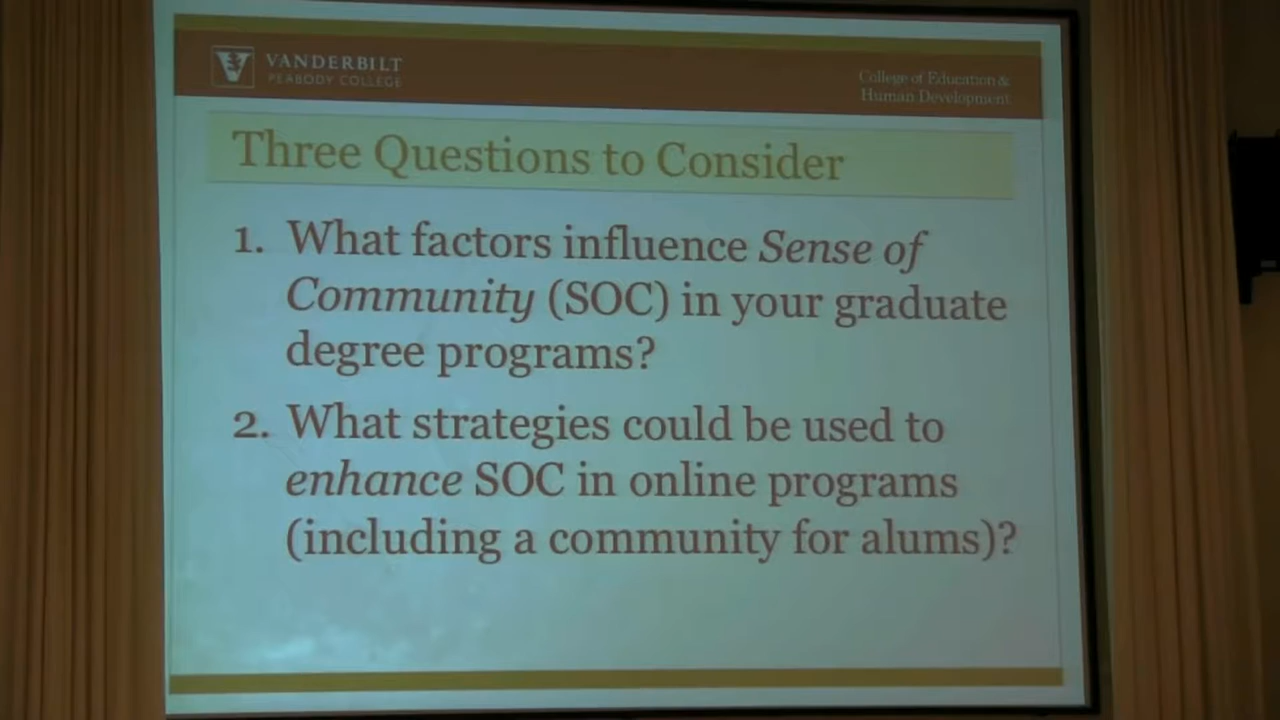 VANDERBILT
PEABODY COLLEGE
College of Education &
Human Development
Three Questions to Consider
1. What factors influence Sense of
Community (SOC) in your graduate
degree programs?
2. What strategies could be used to
enhance SOC in online programs
(including a community for alums)?